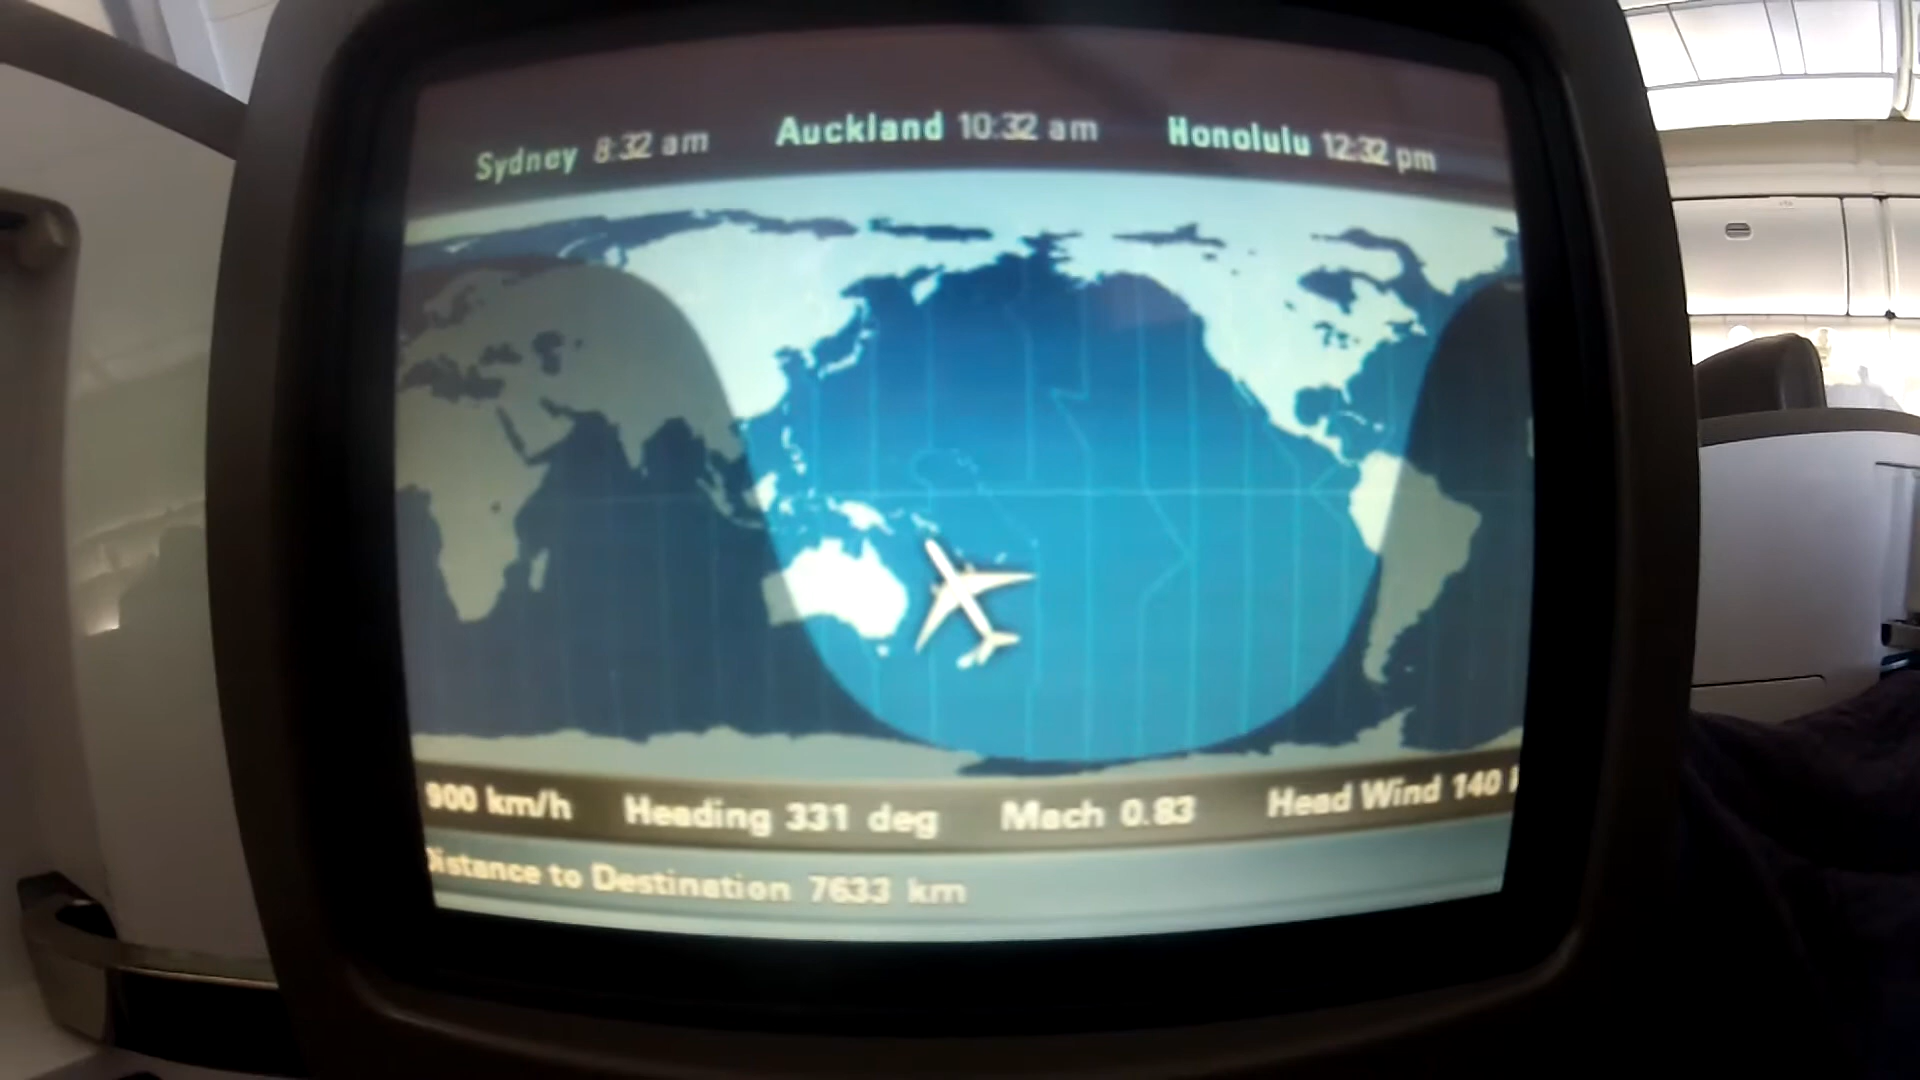 Sydney 8:32 am Auckland 10:32 am Honolulu 12:32 pm
900 km/h Heading 331 deg Mach 0.83 Head Wind 140
Distance to Destination 7633 km